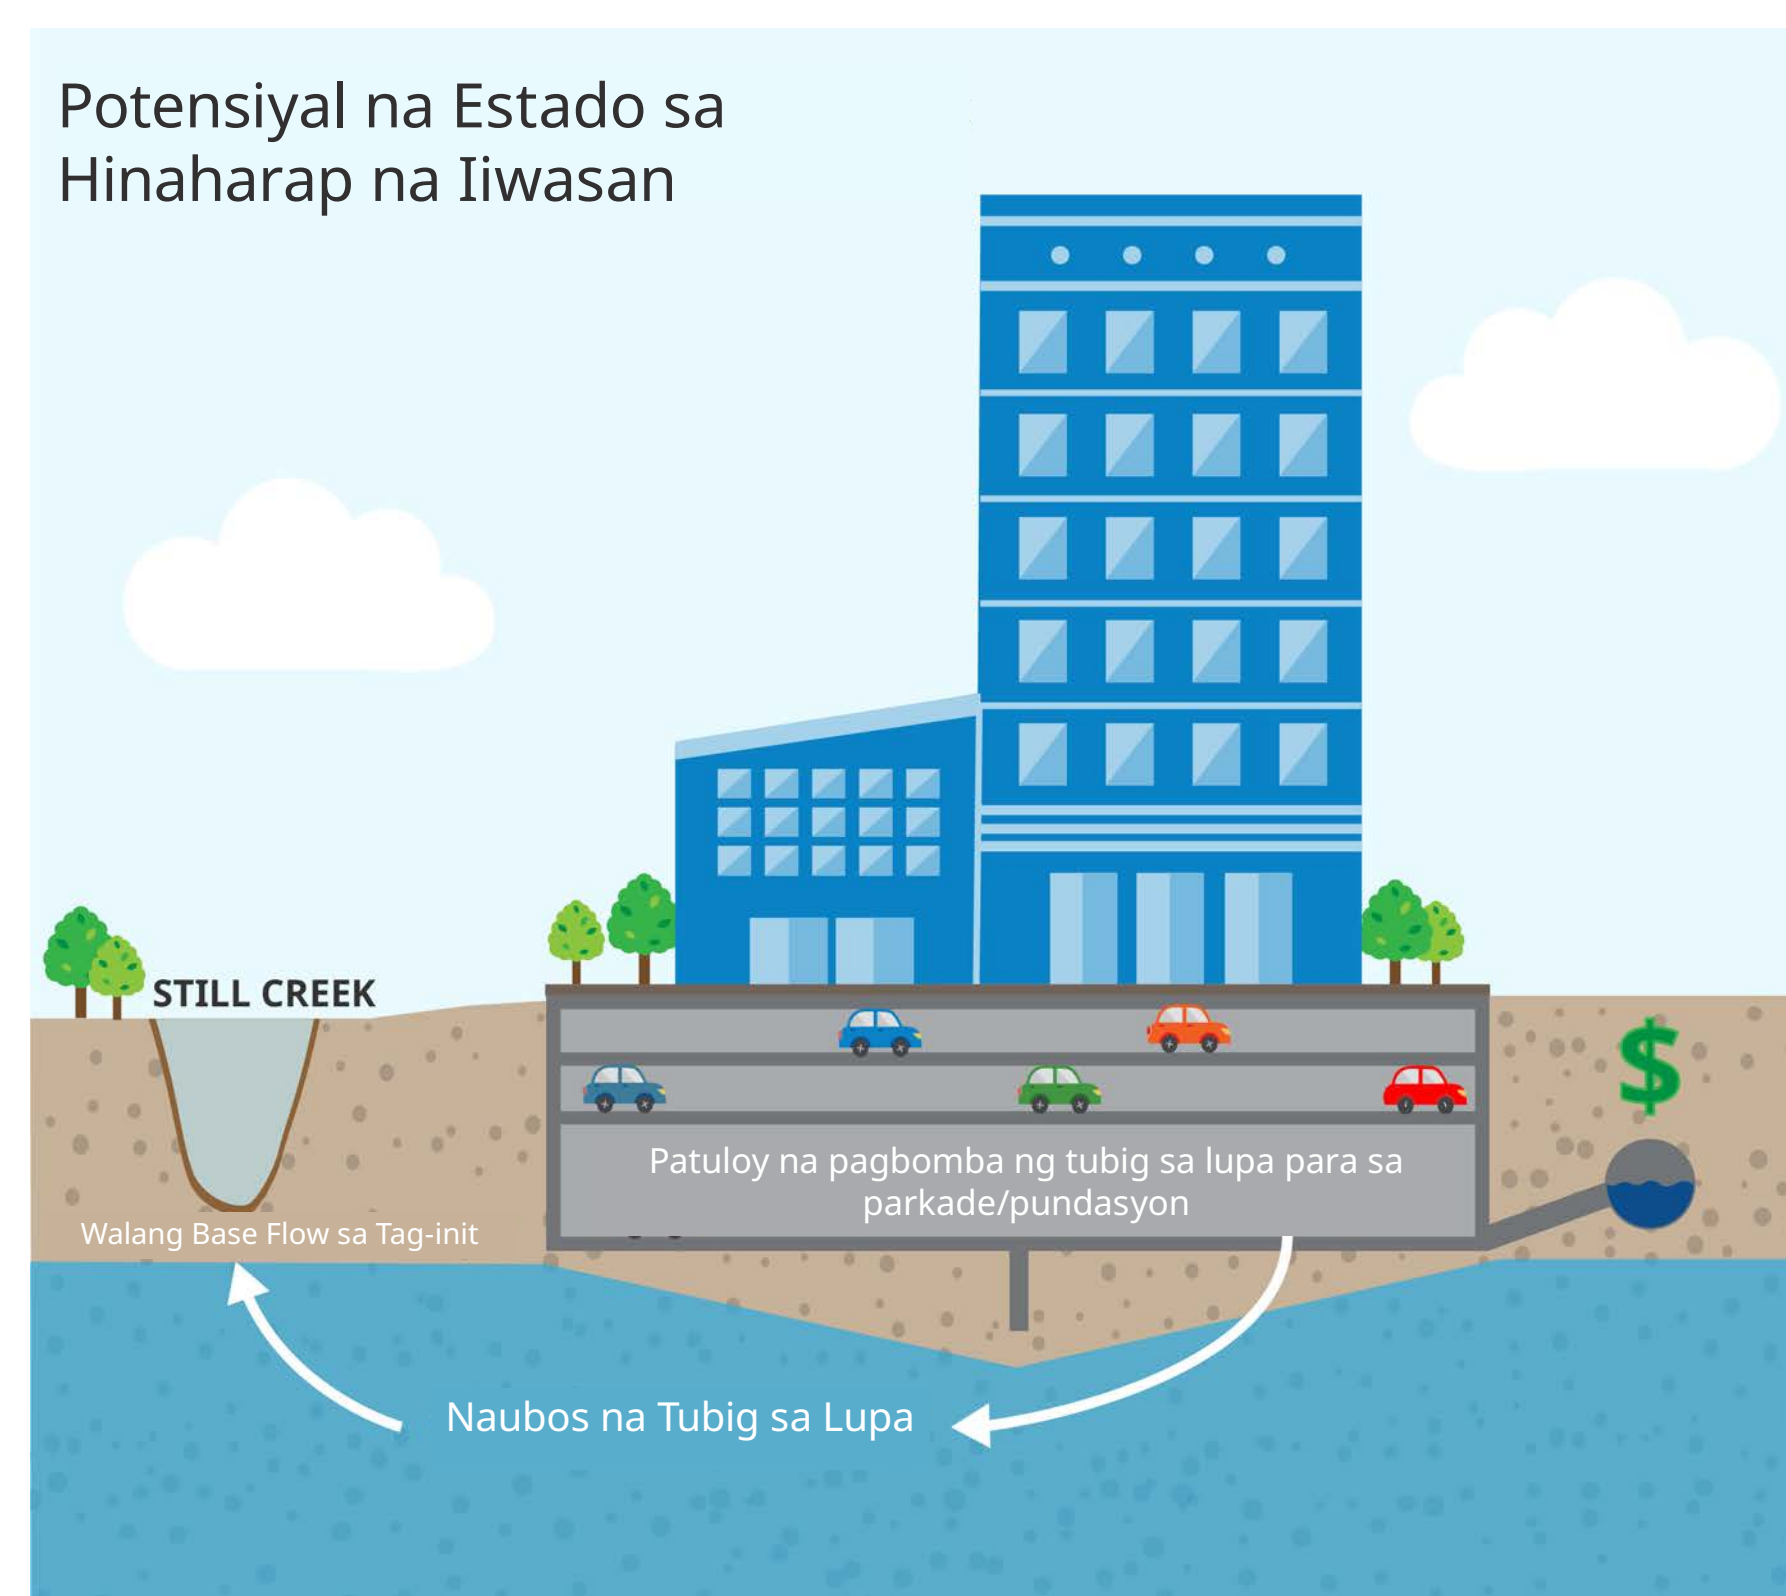 Potensiyal na Estado sa
Hinaharap na Iiwasan
STILL CREEK
$
Patuloy na pagbomba ng tubig sa lupa para sa
parkade/pundasyon
Walang Base Flow sa Tag-init
Naubos na Tubig sa Lupa